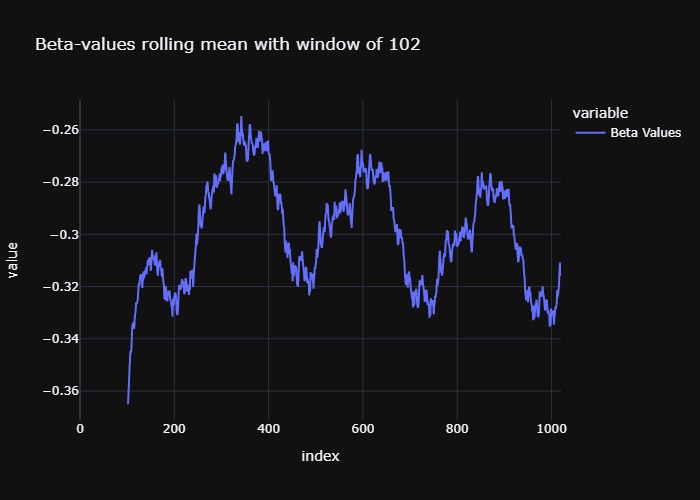 Beta-values rolling mean with window of 102
variable
Beta Values
−0.26
−0.28
−0.3
−0.32
−0.34
−0.36
value
0
200
400
600
800
1000
index